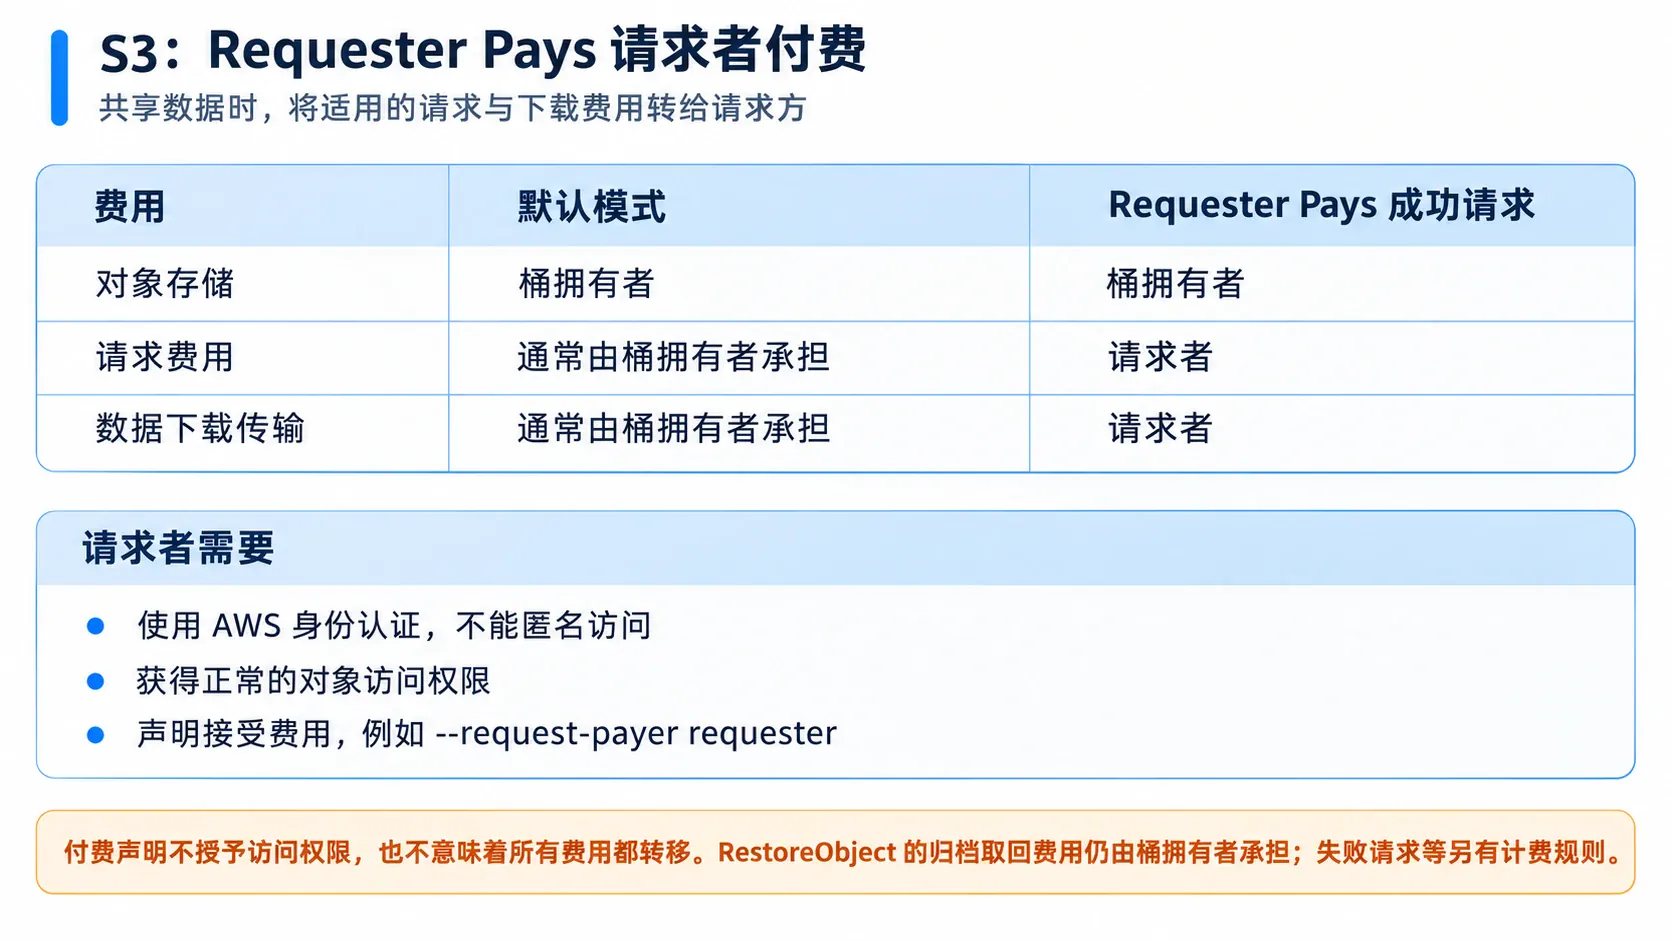 S3：Requester Pays 请求者付费
共享数据时，将适用的请求与下载费用转给请求方
费用 默认模式 Requester Pays 成功请求
对象存储 桶拥有者 桶拥有者
请求费用 通常由桶拥有者承担 请求者
数据下载传输 通常由桶拥有者承担 请求者
请求者需要
使用 AWS 身份认证，不能匿名访问
获得正常的对象访问权限
声明接受费用，例如 --request-payer requester
付费声明不授予访问权限，也不意味着所有费用都转移。RestoreObject 的归档取回费用仍由桶拥有者承担；失败请求等另有计费规则。